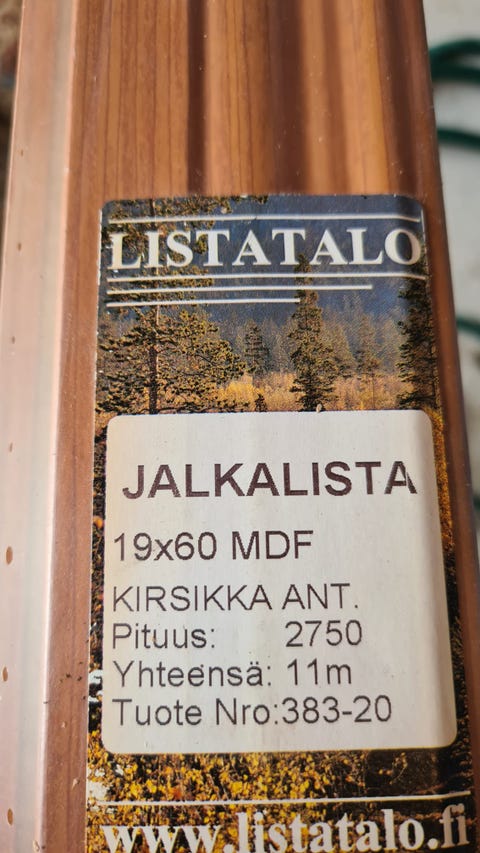 LISTATALO
JALKALISTA
19x60 MDF
KIRSIKKA ANT.
Pituus: 2750
Yhteensä: 11m
Tuote Nro:383-20
www.listatalo.fi